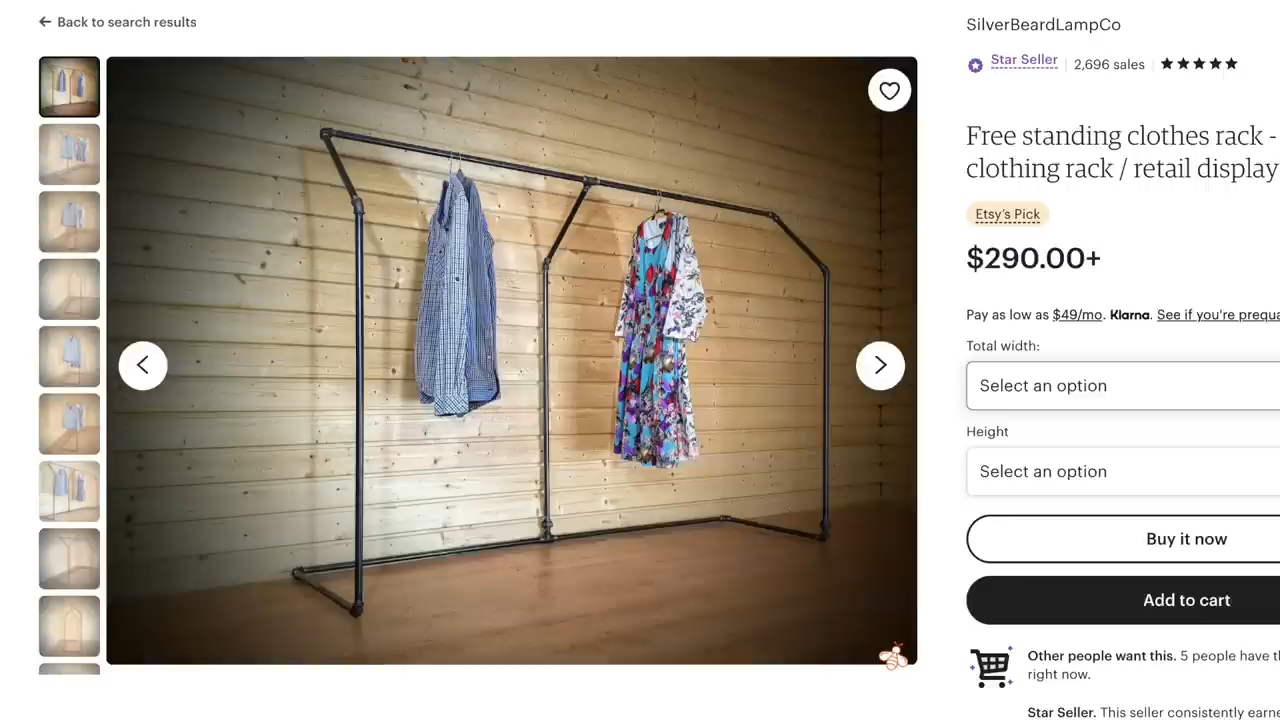 Back to search results
SilverBeardLampCo
Star Seller
2,696 sales
Free standing clothes rack -
clothing rack / retail display
Etsy's Pick
$290.00+
Pay as low as $49/mo. Klarna. See if you're prequa
Total width:
Select an option
Height
Select an option
Buy it now
Add to cart
Other people want this. 5 people have th
right now.
Star Seller. This seller consistently earne